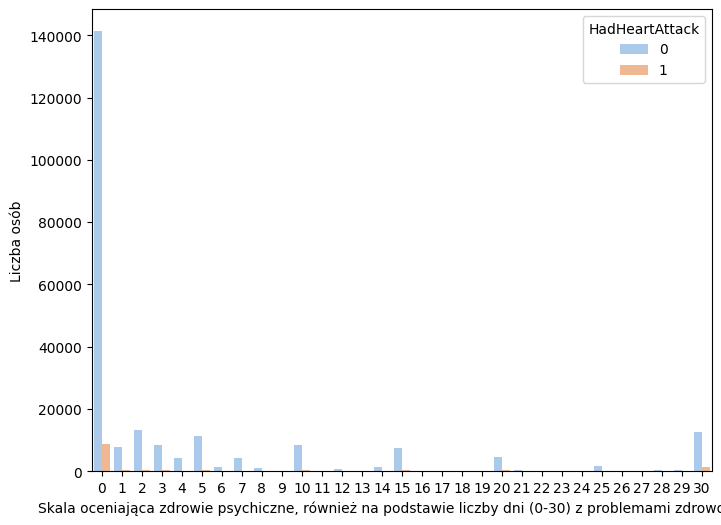 HadHeartAttack
0
1
140000
120000
100000
80000
60000
40000
20000
0
Liczba osób
0 1 2 3 4 5 6 7 8 9 10 11 12 13 14 15 16 17 18 19 20 21 22 23 24 25 26 27 28 29 30
Skala oceniająca zdrowie psychiczne, również na podstawie liczby dni (0-30) z problemami